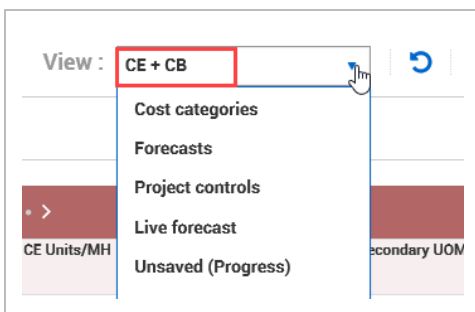 View : CE + CB
Cost categories
Forecasts
Project controls
Live forecast
Unsaved (Progress)
CE Units/MH
econdary UOM